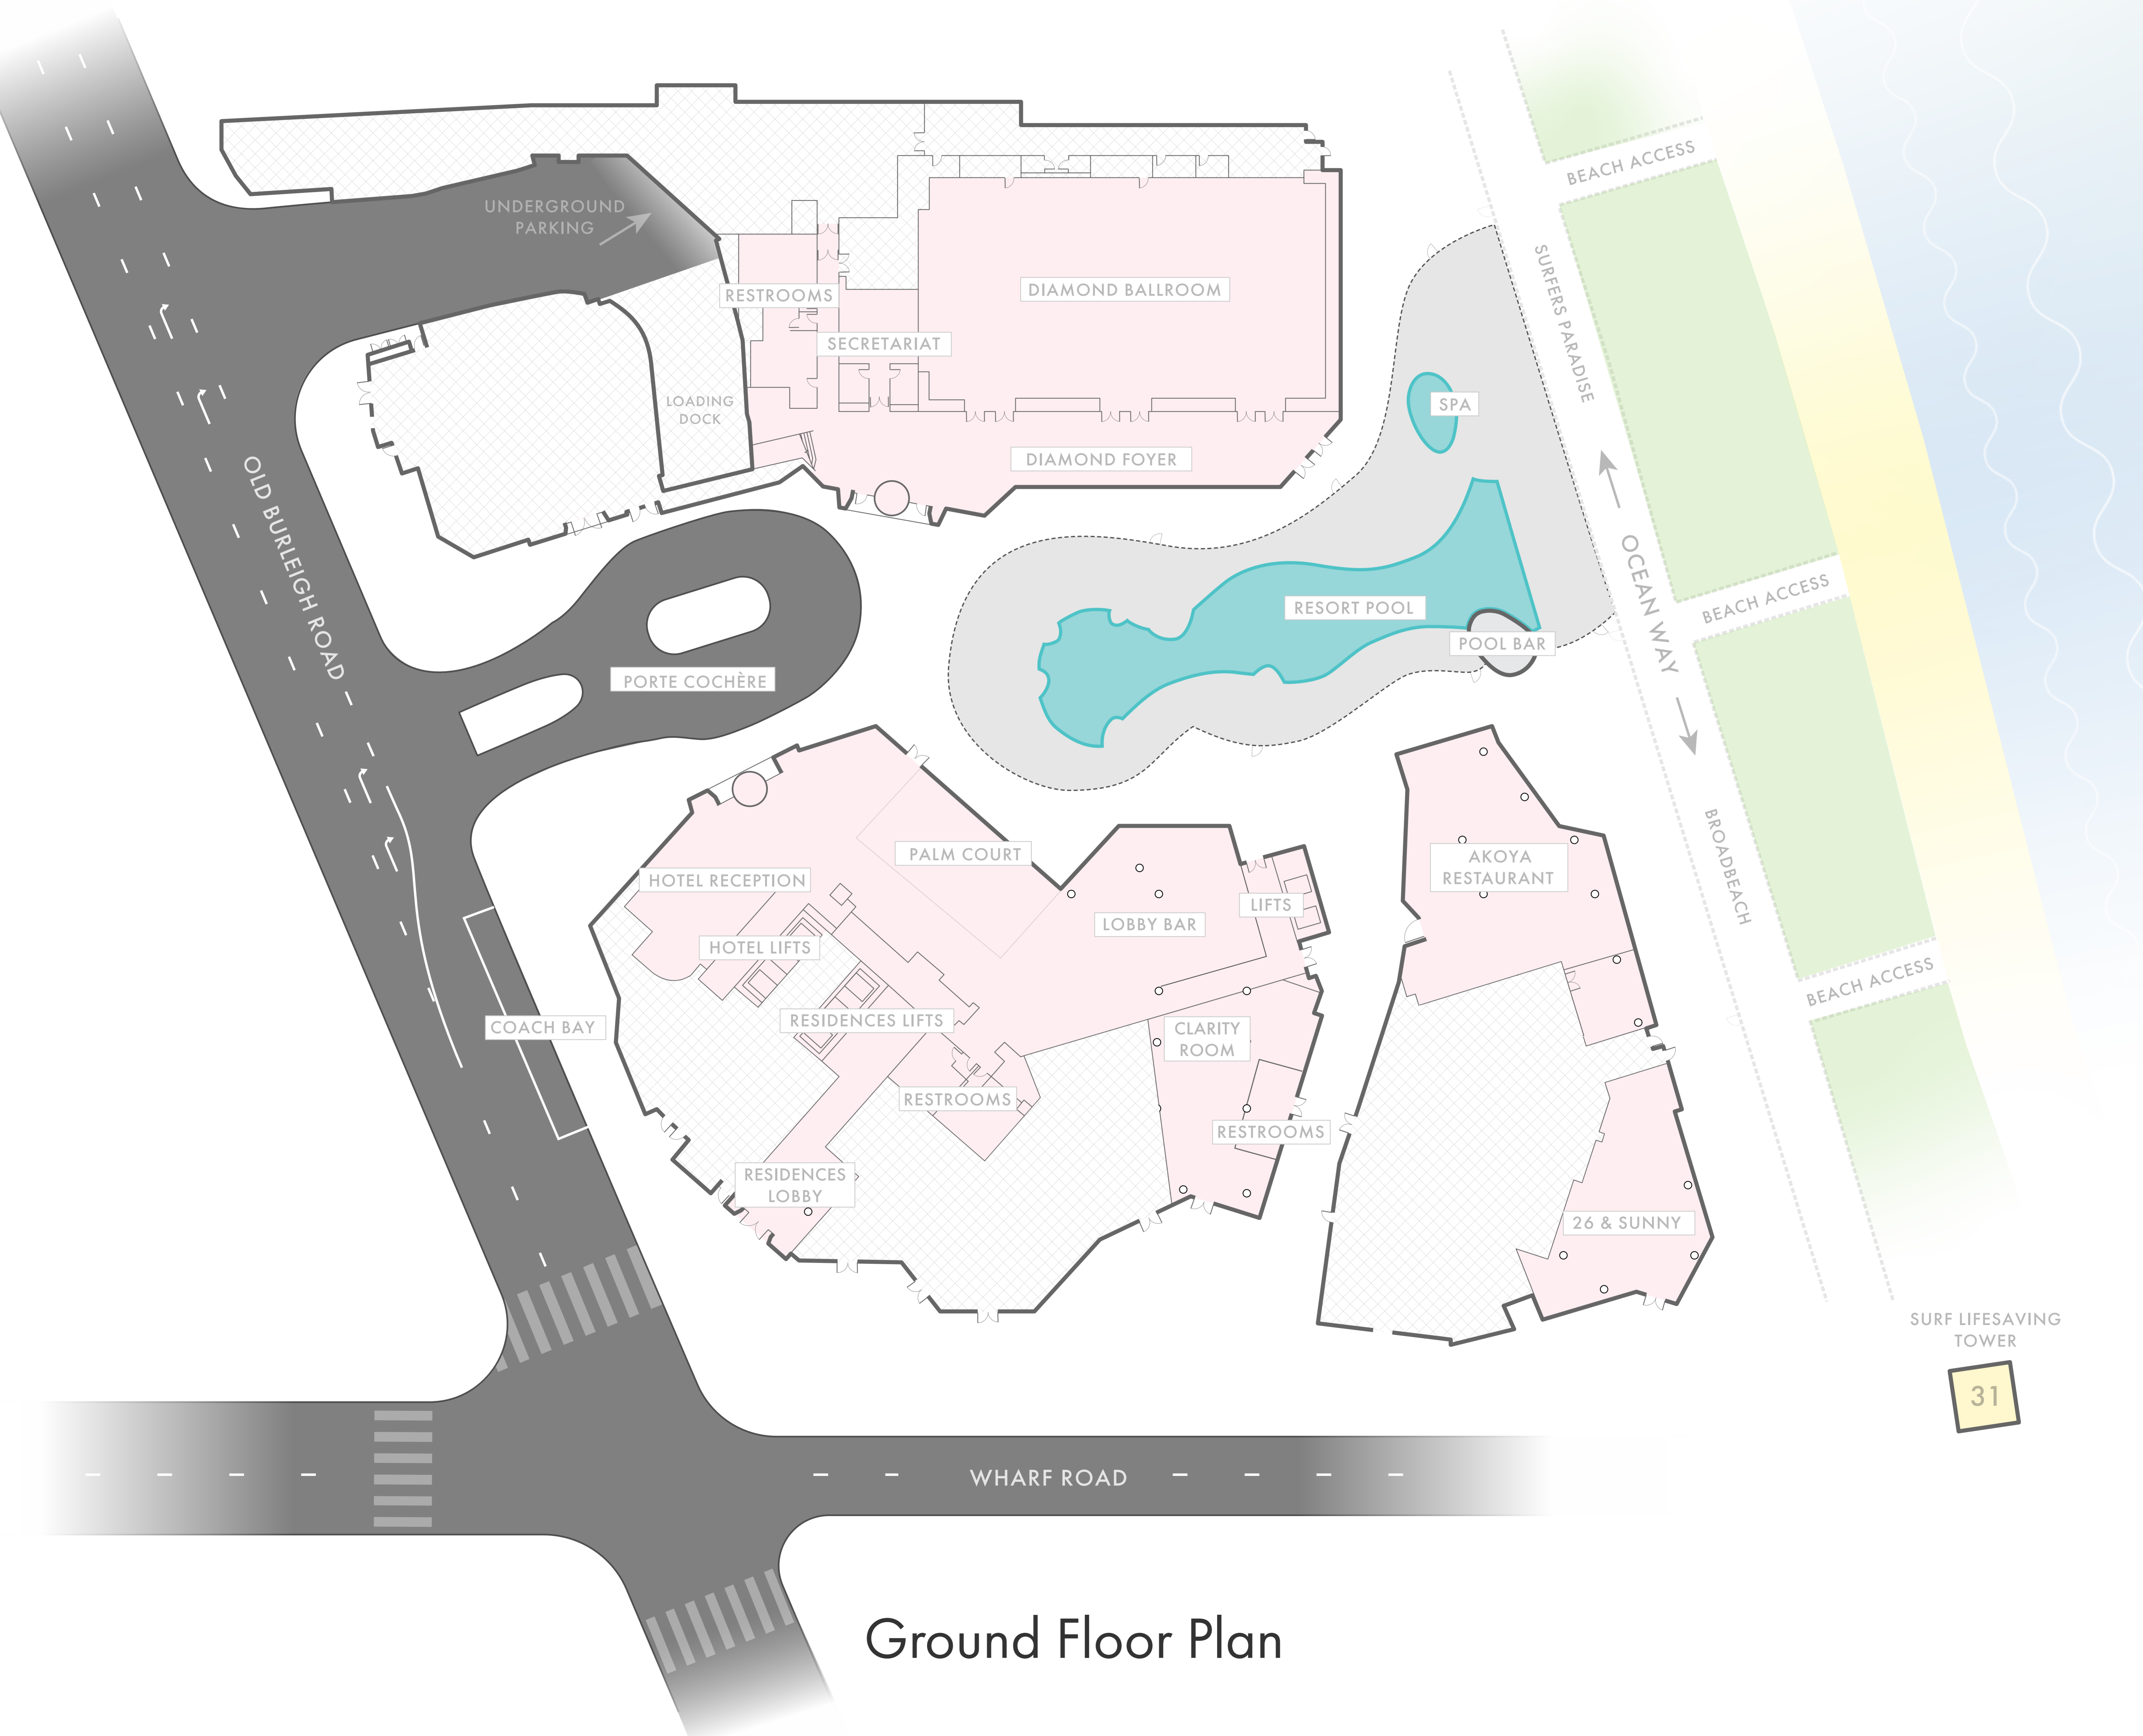 BEACH ACCESS
UNDERGROUND
PARKING
RESTROOMS
DIAMOND BALLROOM
SECRETARIAT
SURFERS PARADISE
LOADING
DOCK
SPA
DIAMOND FOYER
OLD BURLEIGH ROAD
OCEAN WAY
BEACH ACCESS
RESORT POOL
POOL BAR
PORTE COCHÈRE
PALM COURT
AKOYA
RESTAURANT
BROADBEACH
HOTEL RECEPTION
LIFTS
LOBBY BAR
HOTEL LIFTS
BEACH ACCESS
RESIDENCES LIFTS
COACH BAY
CLARITY
ROOM
RESTROOMS
RESTROOMS
RESIDENCES
LOBBY
26 & SUNNY
SURF LIFESAVING
TOWER
31
WHARF ROAD
Ground Floor Plan